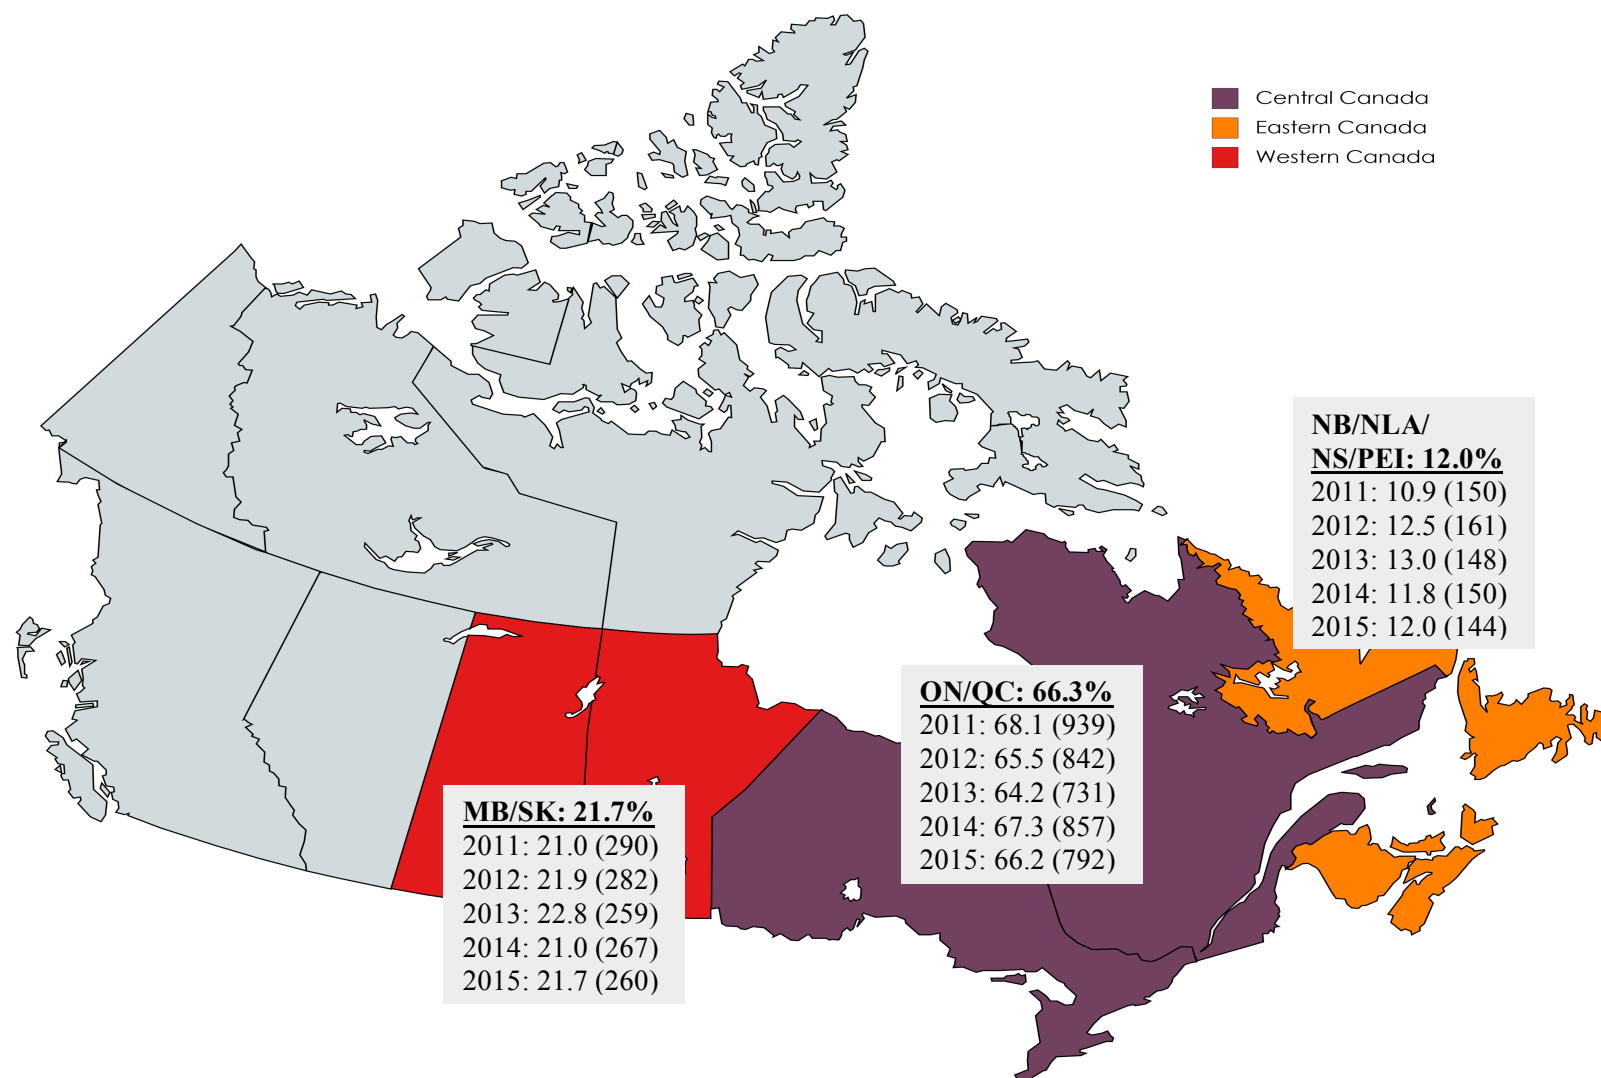 Central Canada
Eastern Canada
Western Canada
NB/NLA/
NS/PEI: 12.0%
2011: 10.9 (150)
2012: 12.5 (161)
2013: 13.0 (148)
2014: 11.8 (150)
2015: 12.0 (144)
ON/QC: 66.3%
2011: 68.1 (939)
2012: 65.5 (842)
2013: 64.2 (731)
2014: 67.3 (857)
2015: 66.2 (792)
MB/SK: 21.7%
2011: 21.0 (290)
2012: 21.9 (282)
2013: 22.8 (259)
2014: 21.0 (267)
2015: 21.7 (260)